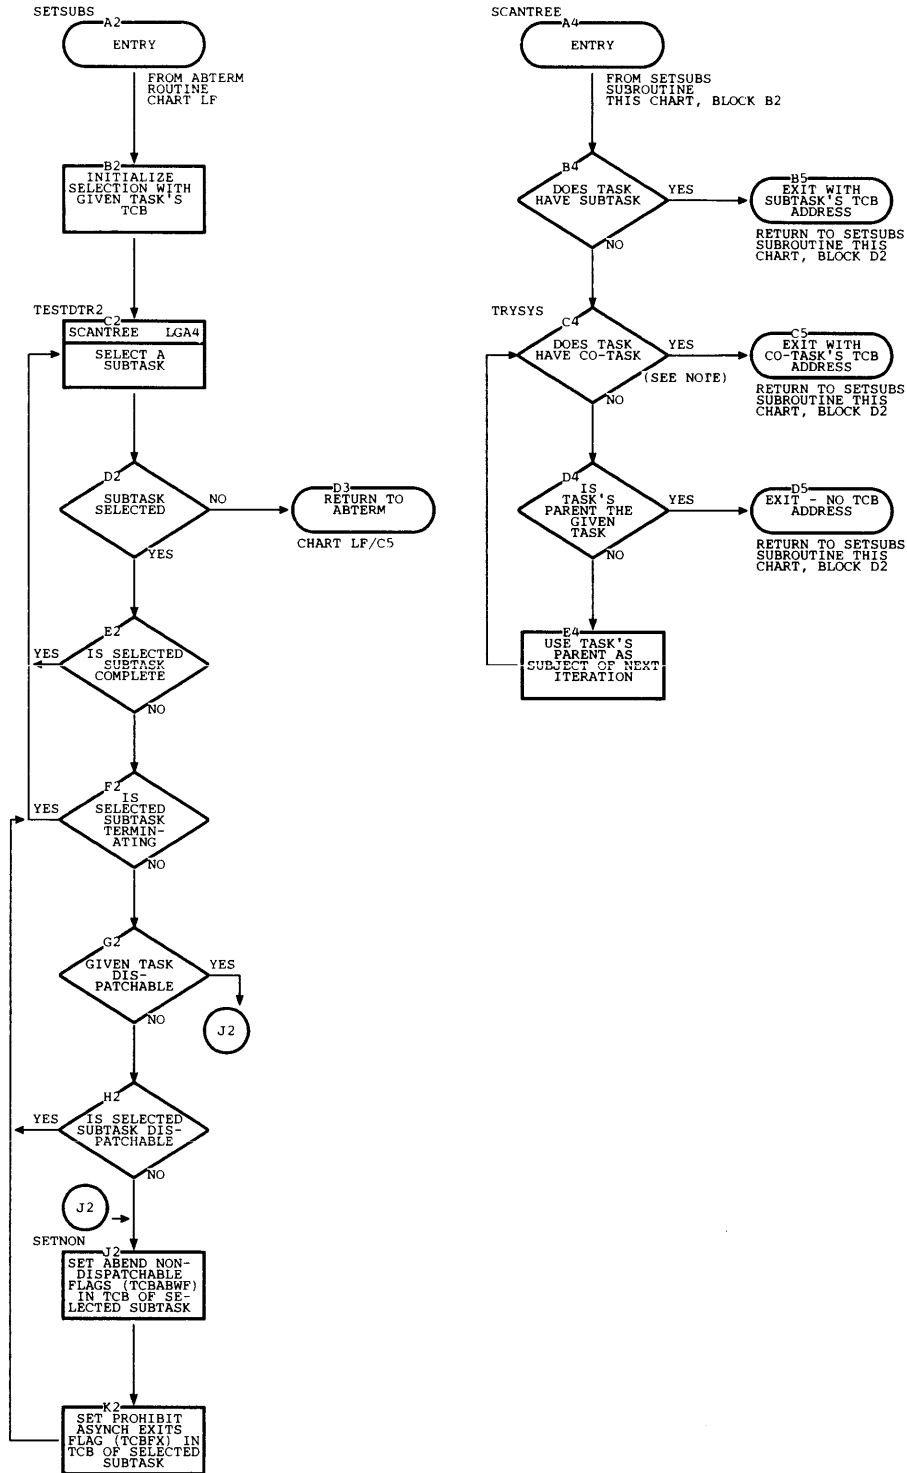 SETSUBS
A2
ENTRY
FROM ABTERM
ROUTINE
CHART LF
B2
INITIALIZE
SELECTION WITH
GIVEN TASK'S
TCB
TESTDTR2
C2
SCANTREE LGA4
SELECT A
SUBTASK
D2
SUBTASK
SELECTED
NO
YES
D3
RETURN TO
ABTERM
CHART LF/C5
E2
YES
IS SELECTED
SUBTASK
COMPLETE
NO
F2
YES
IS
SELECTED
SUBTASK
TERMIN-
ATING
NO
G2
GIVEN TASK
DIS-
PATCHABLE
YES
NO
J2
H2
YES
IS SELECTED
SUBTASK DIS-
PATCHABLE
NO
J2
SETNON
J2
SET ABEND NON-
DISPATCHABLE
FLAGS (TCBABWF)
IN TCB OF SE-
LECTED SUBTASK
K2
SET PROHIBIT
ASYNCH EXITS
FLAG (TCBFX) IN
TCB OF SELECTED
SUBTASK
SCANTREE
A4
ENTRY
FROM SETSUBS
SUBROUTINE
THIS CHART, BLOCK B2
B4
DOES TASK
HAVE SUBTASK
YES
NO
B5
EXIT WITH
SUBTASK'S TCB
ADDRESS
RETURN TO SETSUBS
SUBROUTINE THIS
CHART, BLOCK D2
TRYSYS
C4
DOES TASK
HAVE CO-TASK
YES
(SEE NOTE)
NO
C5
EXIT WITH
CO-TASK'S TCB
ADDRESS
RETURN TO SETSUBS
SUBROUTINE THIS
CHART, BLOCK D2
D4
IS
TASK'S
PARENT THE
GIVEN
TASK
YES
NO
D5
EXIT - NO TCB
ADDRESS
RETURN TO SETSUBS
SUBROUTINE THIS
CHART, BLOCK D2
E4
USE TASK'S
PARENT AS
SUBJECT OF NEXT
ITERATION